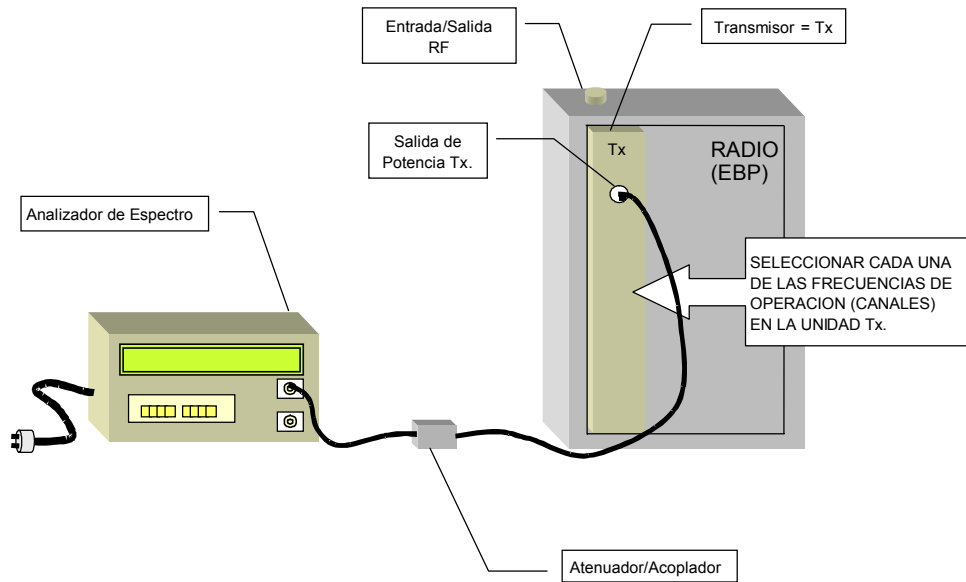 Entrada/Salida
RF
Transmisor = Tx
Salida de
Potencia Tx.
Tx
RADIO
(EBP)
Analizador de Espectro
SELECCIONAR CADA UNA
DE LAS FRECUENCIAS DE
OPERACION (CANALES)
EN LA UNIDAD Tx.
Atenuador/Acoplador